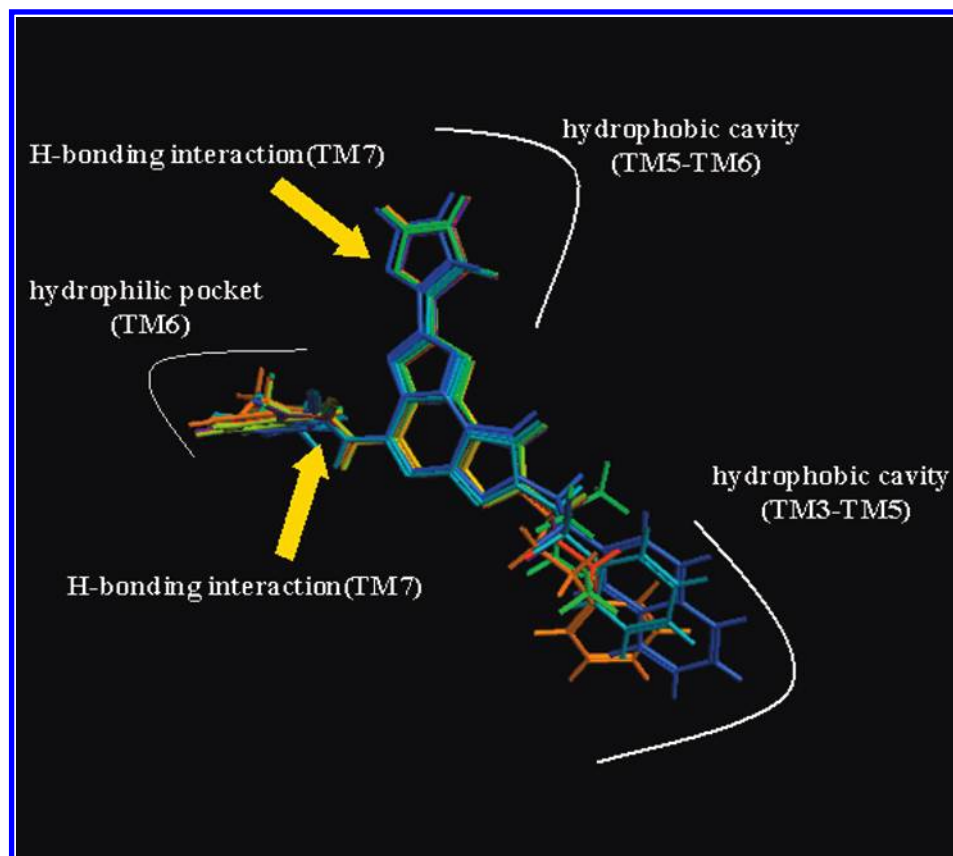 hydrophobic cavity
(TM5-TM6)
H-bonding interaction(TM7)
hydrophilic pocket
(TM6)
hydrophobic cavity
(TM3-TM5)
H-bonding interaction(TM7)